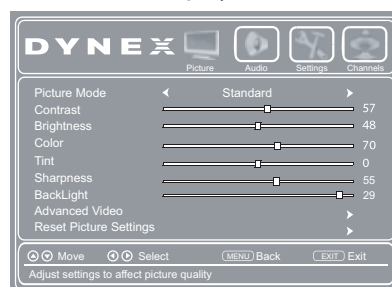 DYNEX
Picture Audio Settings Channels
Picture Mode Standard
Contrast 57
Brightness 48
Color 70
Tint 0
Sharpness 55
BackLight 29
Advanced Video
Reset Picture Settings
Move Select MENU Back EXIT Exit
Adjust settings to affect picture quality